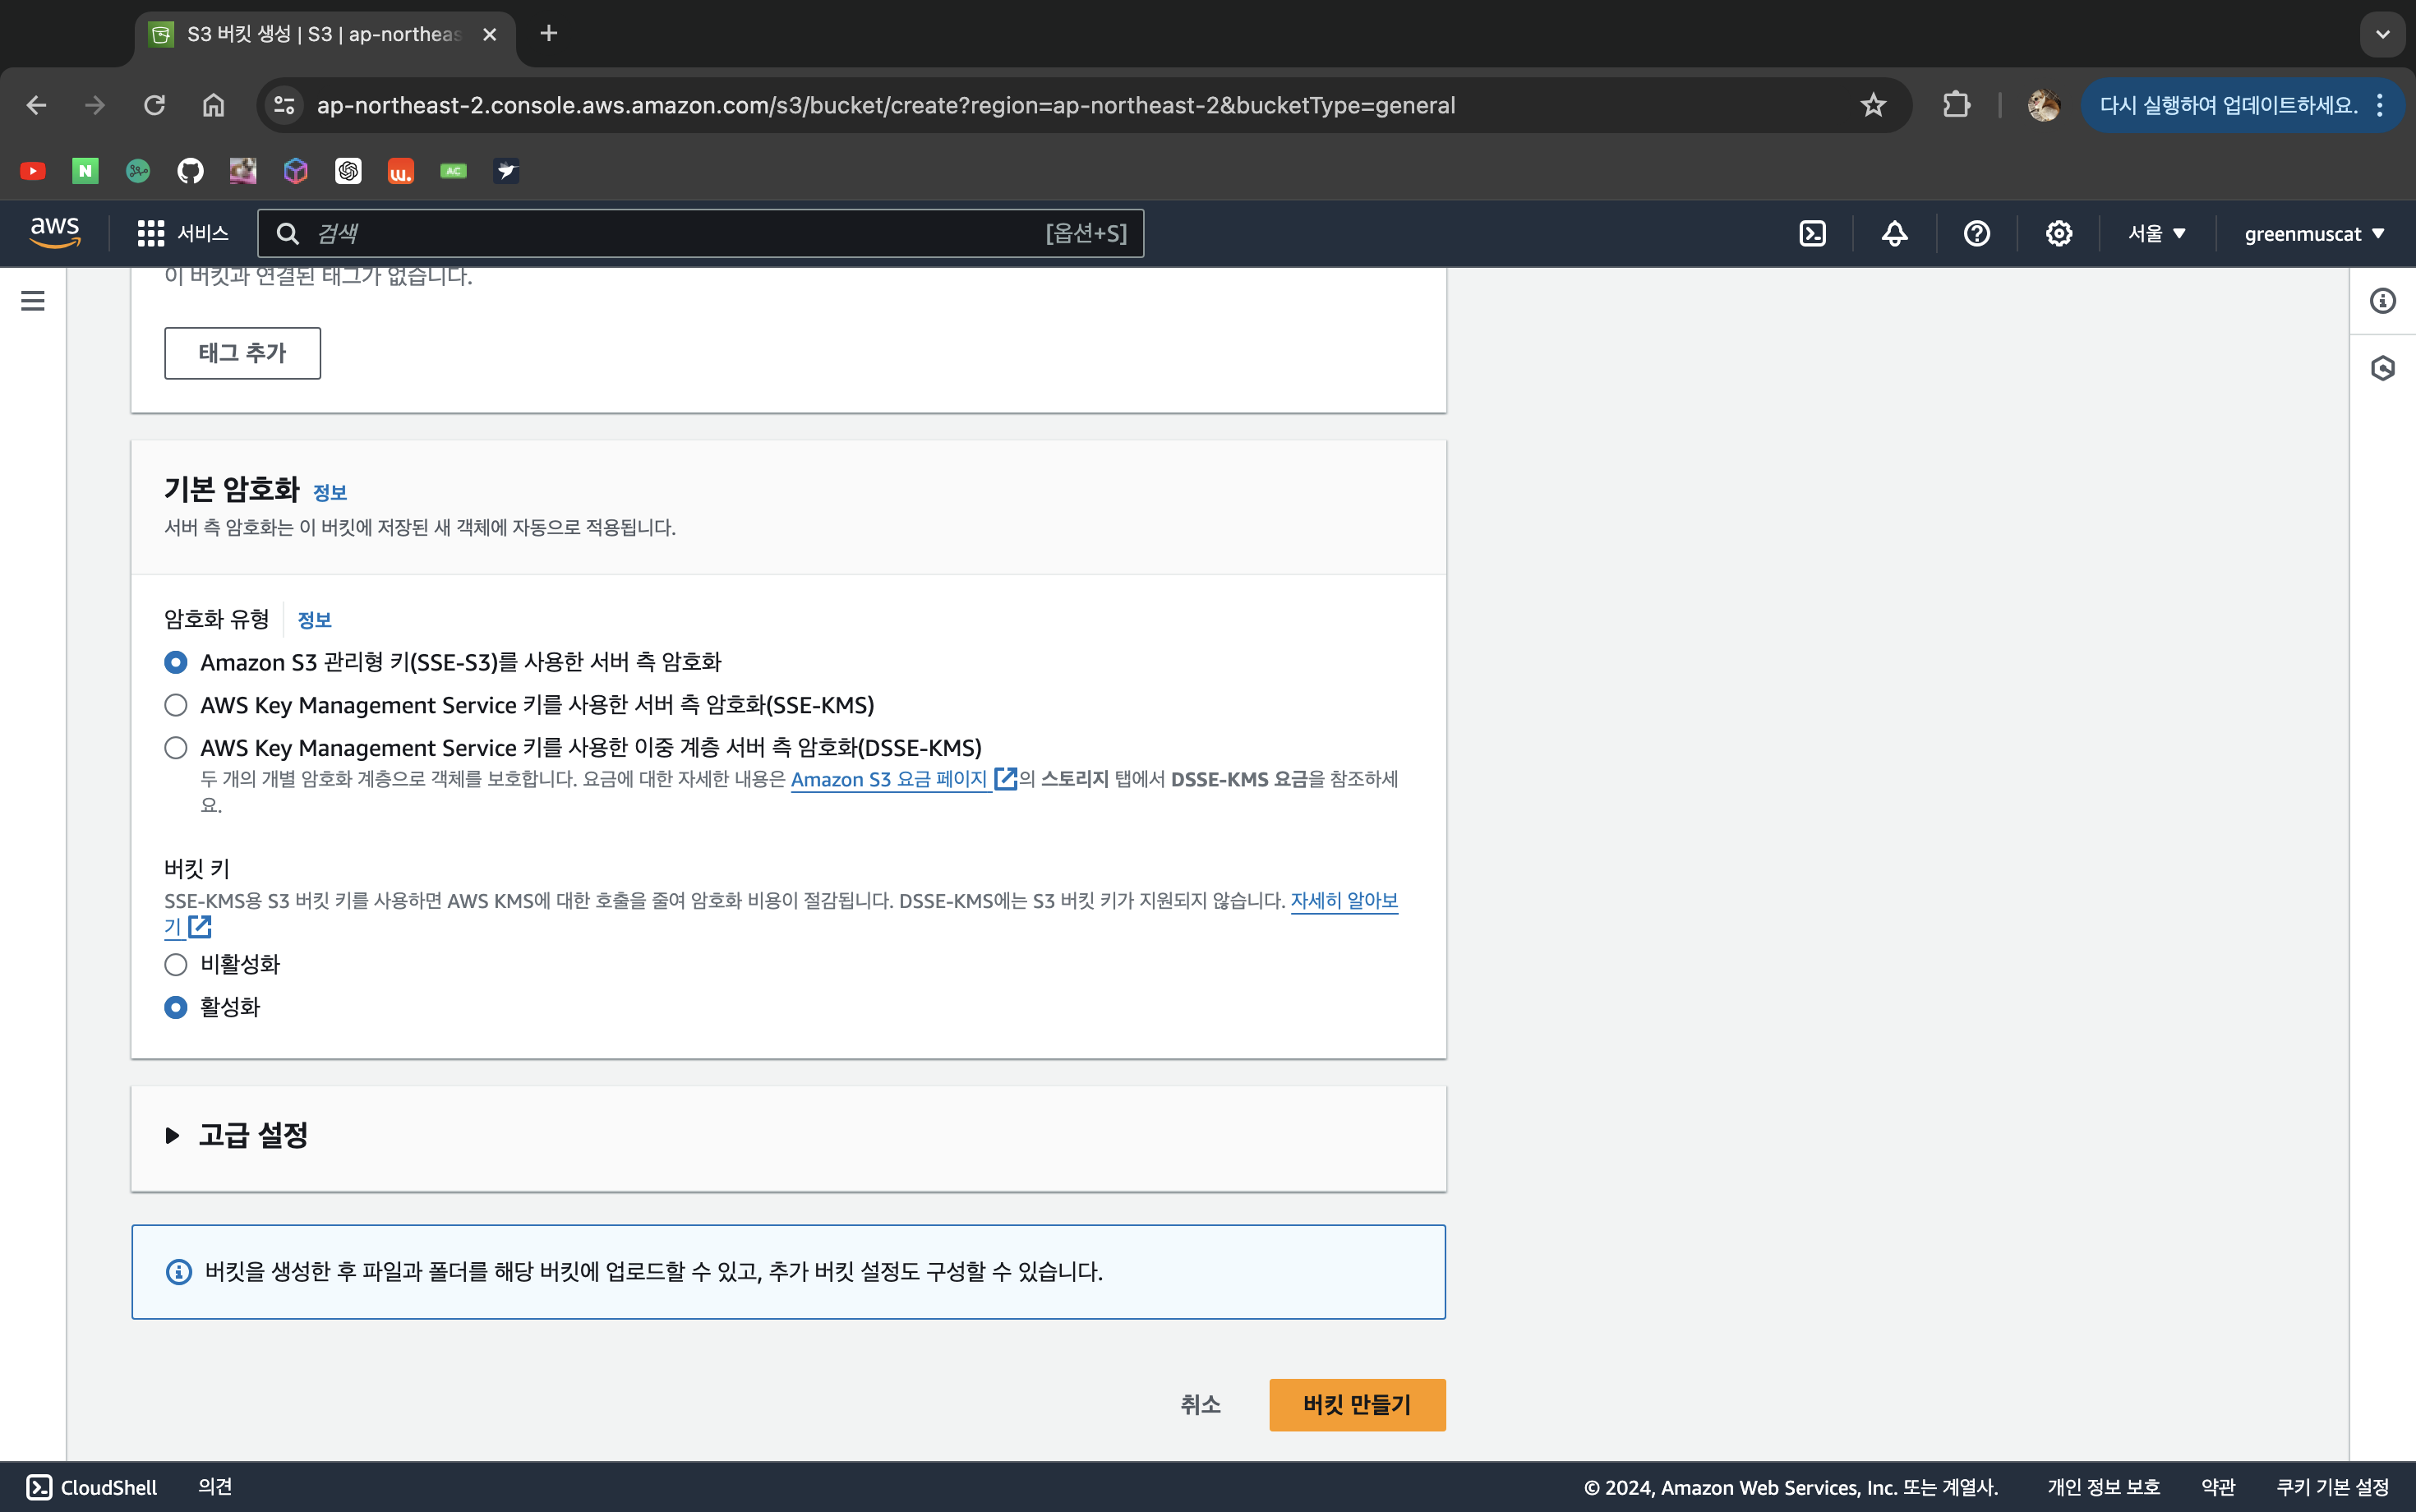 S3 버킷 생성 | S3 | ap-northeas
ap-northeast-2.console.aws.amazon.com/s3/bucket/create?region=ap-northeast-2&bucketType=general
다시 실행하여 업데이트하세요.
N
w.
AC
aws
서비스
검색
[옵션+S]
서울
greenmuscat
이 버킷과 연결된 태그가 없습니다.
태그 추가
기본 암호화 정보
서버 측 암호화는 이 버킷에 저장된 새 객체에 자동으로 적용됩니다.
암호화 유형 정보
Amazon S3 관리형 키(SSE-S3)를 사용한 서버 측 암호화
AWS Key Management Service 키를 사용한 서버 측 암호화(SSE-KMS)
AWS Key Management Service 키를 사용한 이중 계층 서버 측 암호화(DSSE-KMS)
두 개의 개별 암호화 계층으로 객체를 보호합니다. 요금에 대한 자세한 내용은 Amazon S3 요금 페이지의 스토리지 탭에서 DSSE-KMS 요금을 참조하세
요.
버킷 키
SSE-KMS용 S3 버킷 키를 사용하면 AWS KMS에 대한 호출을 줄여 암호화 비용이 절감됩니다. DSSE-KMS에는 S3 버킷 키가 지원되지 않습니다. 자세히 알아보
기
비활성화
활성화
고급 설정
버킷을 생성한 후 파일과 폴더를 해당 버킷에 업로드할 수 있고, 추가 버킷 설정도 구성할 수 있습니다.
취소
버킷 만들기
CloudShell
의견
© 2024, Amazon Web Services, Inc. 또는 계열사.
개인 정보 보호
약관
쿠키 기본 설정